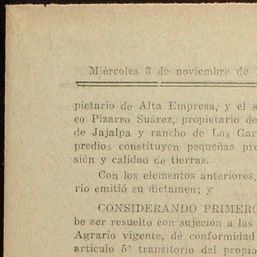 Miércoles 3 de noviembre de
pietario de Alta Empresa, y el s
co Pizarro Suárez, propietario de
de Jajalpa y rancho de Los Gar
predios constituyen pequeñas pro
sión y calidad de tierras.
Con los elementos anteriores,
rio emitió su dictamen; y
CONSIDERANDO PRIMERO
be ser resuelto con sujeción a las
Agrario vigente, de conformidad
artículo 5° transitorio del propio